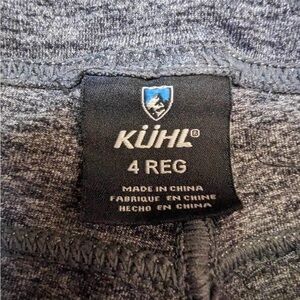 KÜHL®
4 REG
MADE IN CHINA
FABRIQUE EN CHINE
HECHO EN CHINA